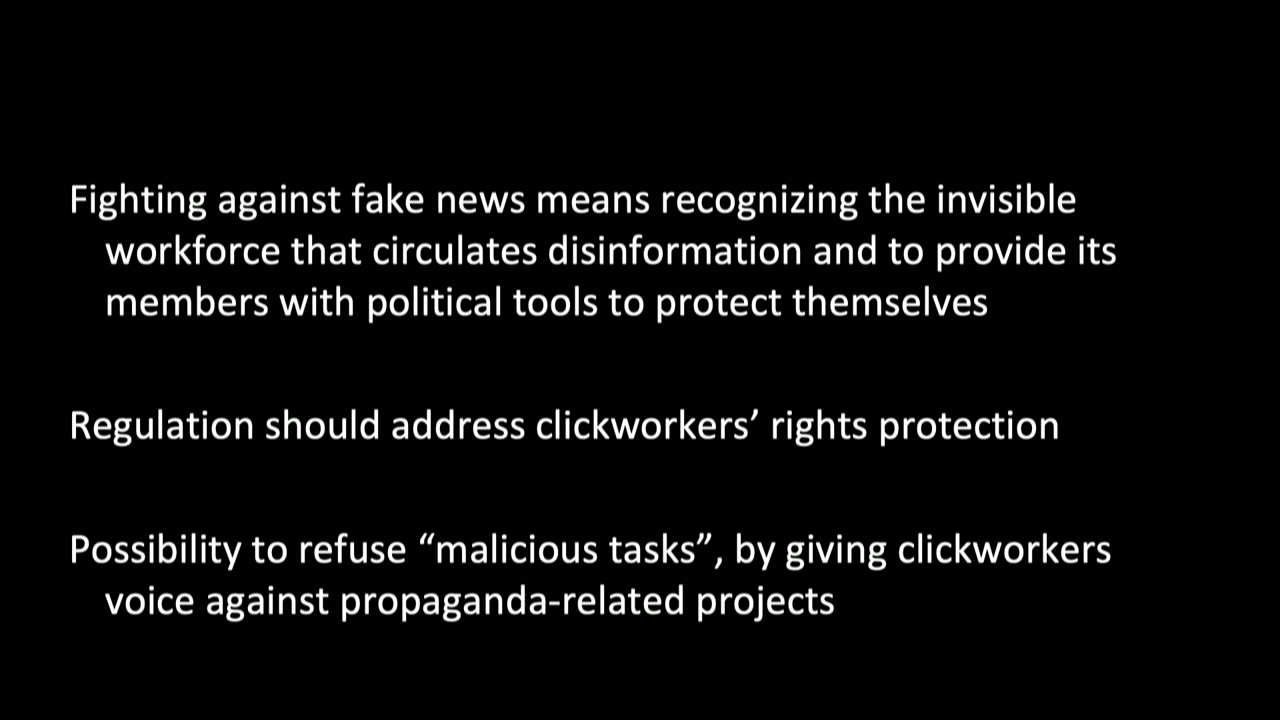 Fighting against fake news means recognizing the invisible
workforce that circulates disinformation and to provide its
members with political tools to protect themselves
Regulation should address clickworkers’ rights protection
Possibility to refuse “malicious tasks”, by giving clickworkers
voice against propaganda-related projects